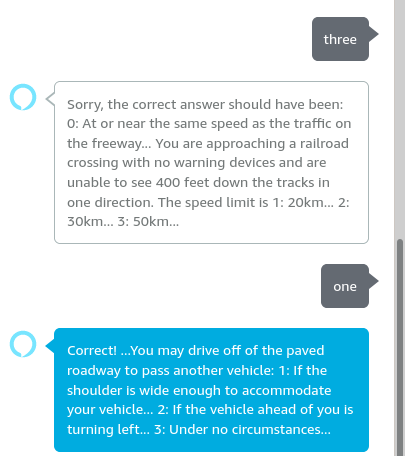 three
Sorry, the correct answer should have been:
0: At or near the same speed as the traffic on
the freeway... You are approaching a railroad
crossing with no warning devices and are
unable to see 400 feet down the tracks in
one direction. The speed limit is 1: 20km... 2:
30km... 3: 50km...
one
Correct! ...You may drive off of the paved
roadway to pass another vehicle: 1: If the
shoulder is wide enough to accommodate
your vehicle... 2: If the vehicle ahead of you is
turning left... 3: Under no circumstances...